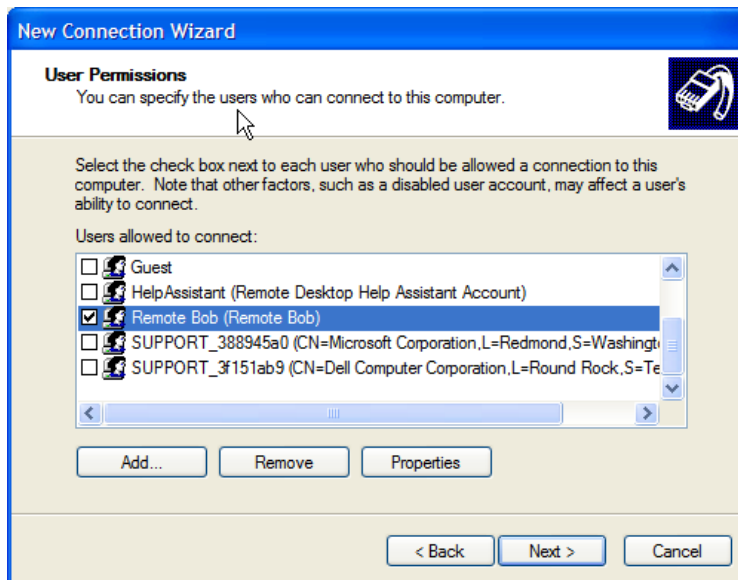 New Connection Wizard
User Permissions
You can specify the users who can connect to this computer.
Select the check box next to each user who should be allowed a connection to this
computer. Note that other factors, such as a disabled user account, may affect a user's
ability to connect.
Users allowed to connect:
Guest
HelpAssistant (Remote Desktop Help Assistant Account)
Remote Bob (Remote Bob)
SUPPORT_388945a0 (CN=Microsoft Corporation,L=Redmond,S=Washingt
SUPPORT_3f151ab9 (CN=Dell Computer Corporation,L=Round Rock,S=Te
Add... Remove Properties
< Back Next > Cancel